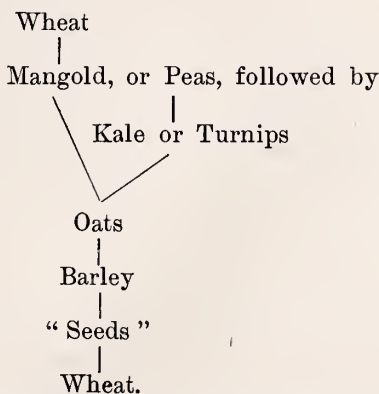 Wheat
Mangold, or Peas, followed by
Kale or Turnips
Oats
Barley
“ Seeds ”
Wheat.